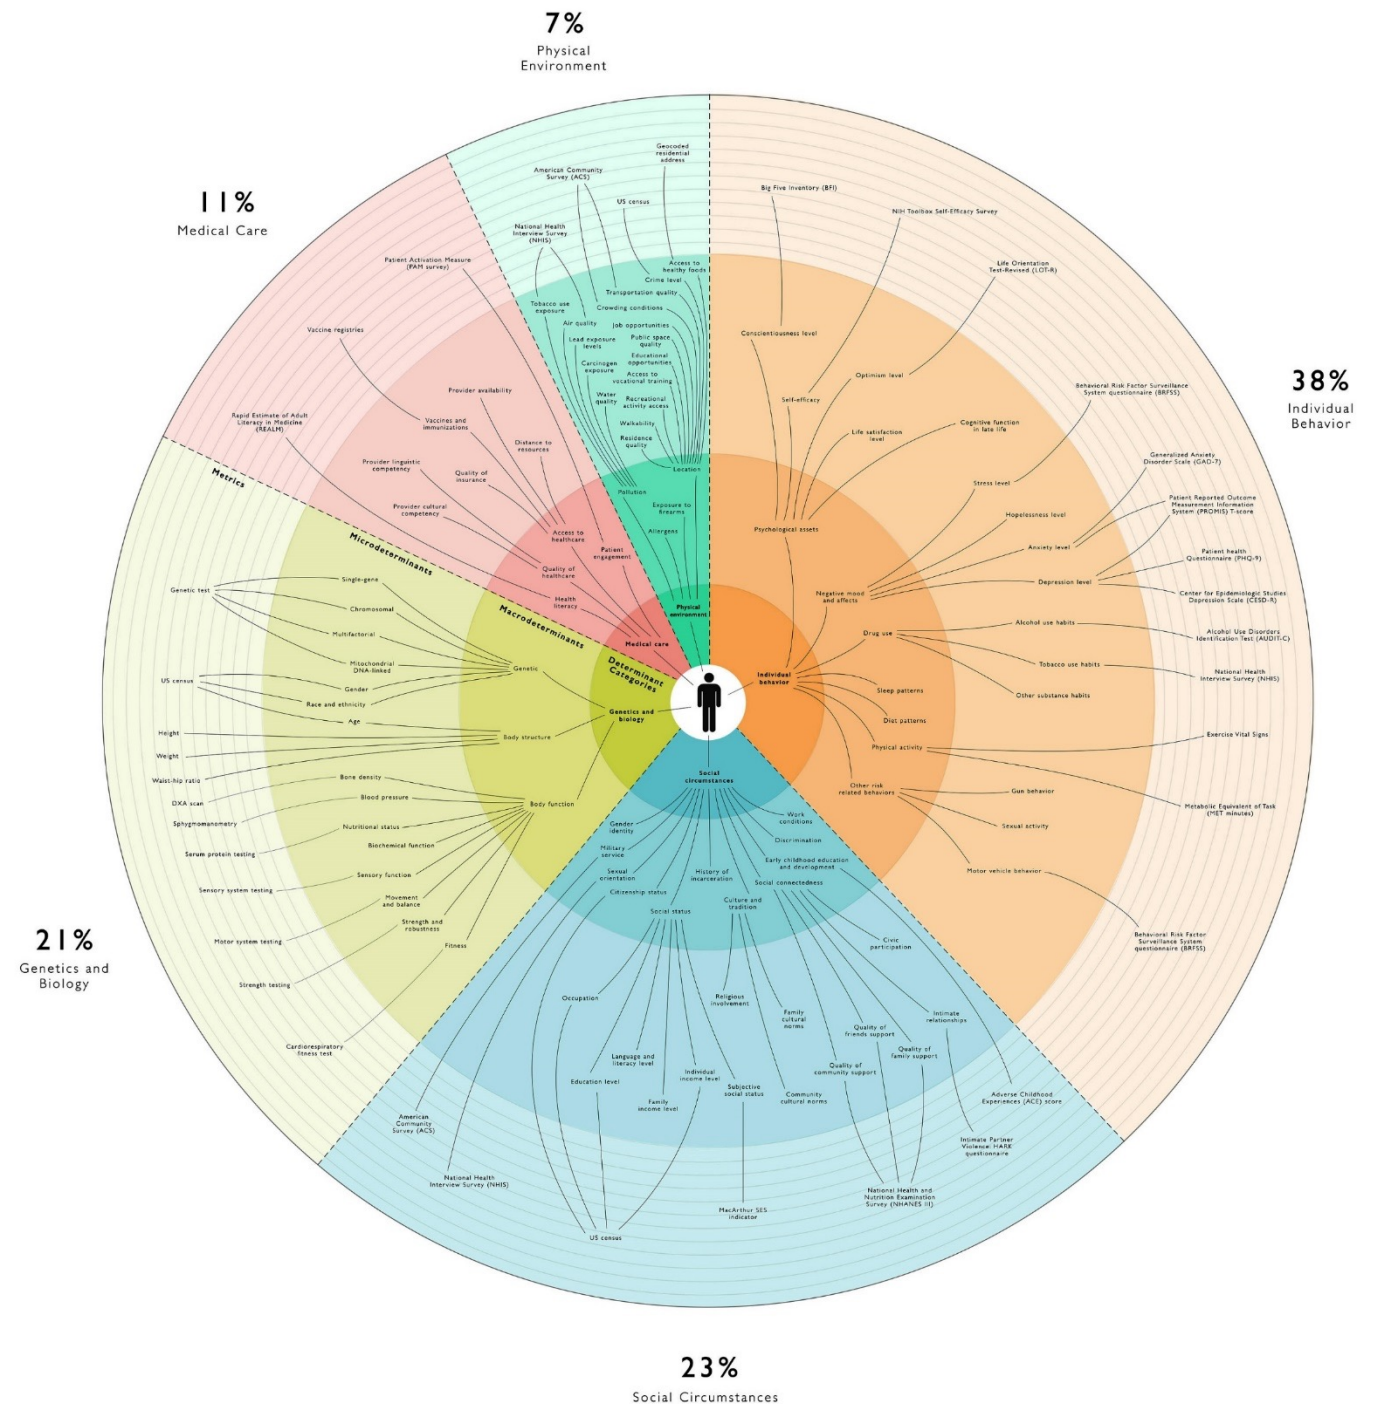 7%
Physical
Environment
11%
Medical Care
38%
Individual
Behavior
21%
Genetics and
Biology
23%
Social Circumstances
Geocoded
residential
address
American Community
Survey (ACS)
US census
National Health
Interview Survey
(NHIS)
Access to
healthy foods
Crime level
Transportation quality
Tobacco use
exposure
Crowding conditions
Air quality
Job opportunities
Lead exposure
levels
Public space
quality
Educational
opportunities
Carcinogen
exposure
Access to
vocational training
Water
quality
Recreational
activity access
Walkability
Residence
quality
Location
Pollution
Exposure to
firearms
Allergens
Physical
environment
Patient Activation Measure
(PAM survey)
Vaccine registries
Provider availability
Rapid Estimate of Adult
Literacy in Medicine
(REALM)
Vaccines and
immunizations
Distance to
resources
Provider linguistic
competency
Quality of
insurance
Provider cultural
competency
Access to
healthcare
Patient
engagement
Quality of
healthcare
Health
literacy
Medical care
Metrics
Microdeterminants
Macrodeterminants
Determinant
Categories
Big Five Inventory (BFI)
NIH Toolbox Self-Efficacy Survey
Life Orientation
Test-Revised (LOT-R)
Conscientiousness level
Optimism level
Behavioral Risk Factor Surveillance
System questionnaire (BRFSS)
Self-efficacy
Life satisfaction
level
Cognitive function
in late life
Generalized Anxiety
Disorder Scale (GAD-7)
Stress level
Patient Reported Outcome
Measurement Information
System (PROMIS) T-score
Hopelessness level
Psychological assets
Anxiety level
Patient health
Questionnaire (PHQ-9)
Depression level
Negative mood
and affects
Center for Epidemiologic Studies
Depression Scale (CESD-R)
Alcohol use habits
Drug use
Alcohol Use Disorders
Identification Test (AUDIT-C)
Tobacco use habits
National Health
Interview Survey (NHIS)
Individual
behavior
Sleep patterns
Other substance habits
Diet patterns
Exercise Vital Signs
Physical activity
Other risk
related behaviors
Gun behavior
Metabolic Equivalent of Task
(MET minutes)
Sexual activity
Motor vehicle behavior
Behavioral Risk Factor
Surveillance System
questionnaire (BRFSS)
Genetic test
Single-gene
Chromosomal
Multifactorial
Mitochondrial
DNA-linked
Genetic
US census
Gender
Race and ethnicity
Age
Genetics and
biology
Height
Body structure
Weight
Waist-hip ratio
Bone density
DXA scan
Blood pressure
Body function
Sphygmomanometry
Nutritional status
Biochemical function
Serum protein testing
Sensory function
Sensory system testing
Movement
and balance
Strength and
robustness
Motor system testing
Fitness
Strength testing
Cardiorespiratory
fitness test
Social
circumstances
Gender
identity
Work
conditions
Discrimination
Military
service
Early childhood education
and development
Sexual
orientation
History of
incarceration
Social connectedness
Citizenship status
Culture and
tradition
Social status
Civic
participation
Occupation
Religious
involvement
Family
cultural
norms
Intimate
relationships
Quality of
friends support
Language and
literacy level
Quality of
family support
Quality of
community support
Individual
income level
Education level
Subjective
social status
Community
cultural norms
Family
income level
Adverse Childhood
Experiences (ACE) score
American
Community
Survey (ACS)
Intimate Partner
Violence: HARK
questionnaire
National Health
Interview Survey (NHIS)
National Health and
Nutrition Examination
Survey (NHANES III)
MacArthur SES
indicator
US census